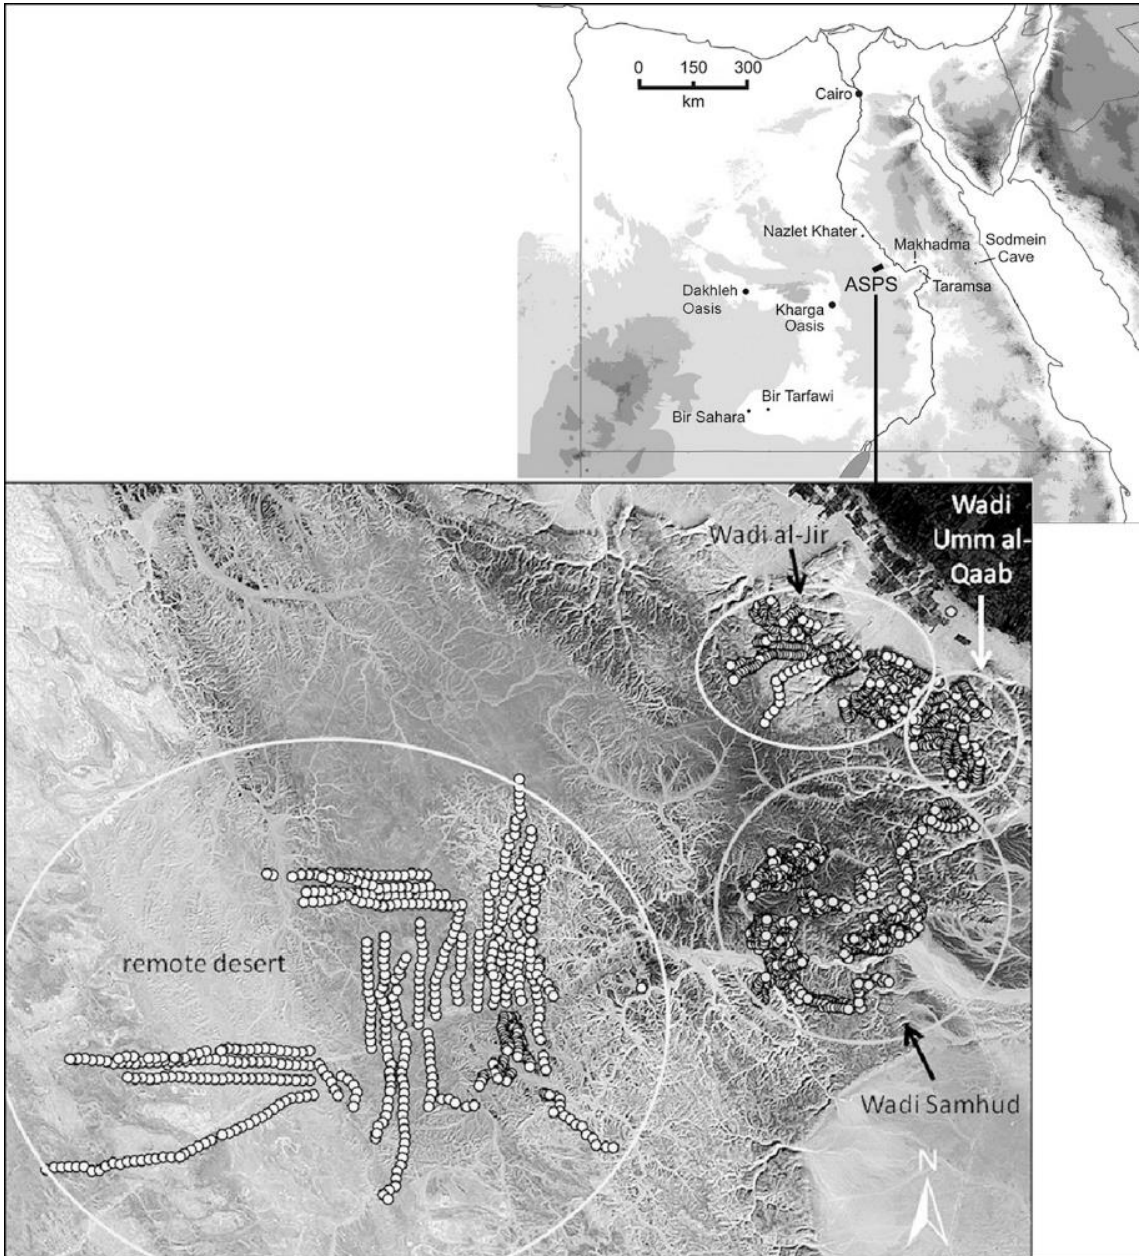 0 150 300
km
Cairo
Nazlet Khater
Makhadma
Sodmein
Cave
ASPS
Taramsa
Dakhleh
Oasis
Kharga
Oasis
Bir Tarfawi
Bir Sahara
Wadi al-Jir
Wadi
Umm al-
Qaab
remote desert
Wadi Samhud
N